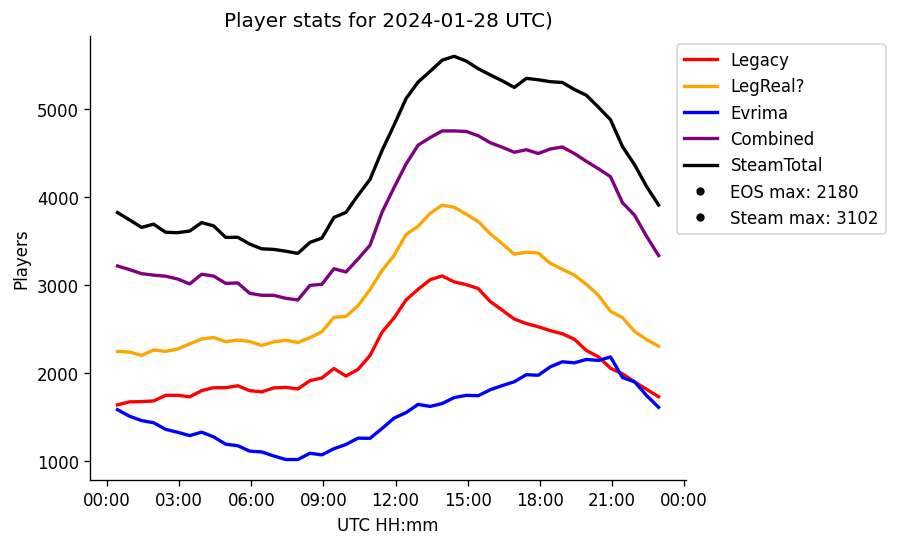 Player stats for 2024-01-28 UTC)
Legacy
LegReal?
Evrima
Combined
SteamTotal
EOS max: 2180
Steam max: 3102
Players
5000
4000
3000
2000
1000
00:00 03:00 06:00 09:00 12:00 15:00 18:00 21:00 00:00
UTC HH:mm